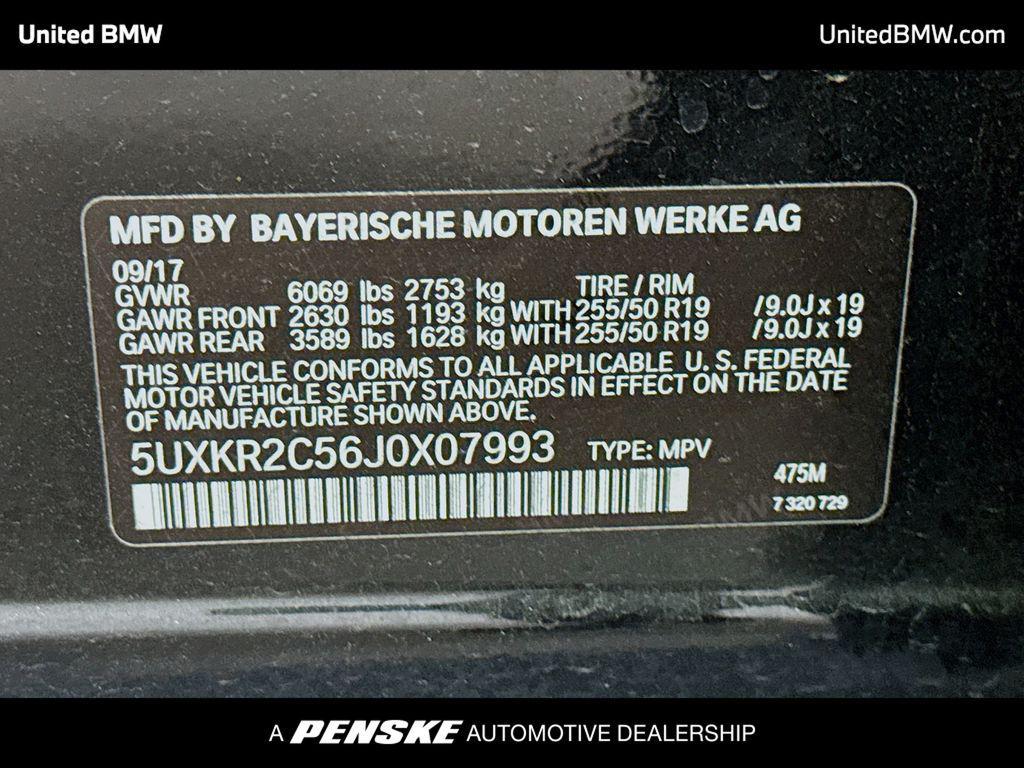 United BMW
UnitedBMW.com
MFD BY BAYERISCHE MOTOREN WERKE AG
09/17
GVWR 6069 lbs 2753 kg TIRE / RIM
GAWR FRONT 2630 lbs 1193 kg WITH 255/50 R19 /9.0J x 19
GAWR REAR 3589 lbs 1628 kg WITH 255/50 R19 /9.0J x 19
THIS VEHICLE CONFORMS TO ALL APPLICABLE U. S. FEDERAL
MOTOR VEHICLE SAFETY STANDARDS IN EFFECT ON THE DATE
OF MANUFACTURE SHOWN ABOVE.
5UXKR2C56J0X07993 TYPE: MPV
475M
7 320 729
A PENSKE AUTOMOTIVE DEALERSHIP